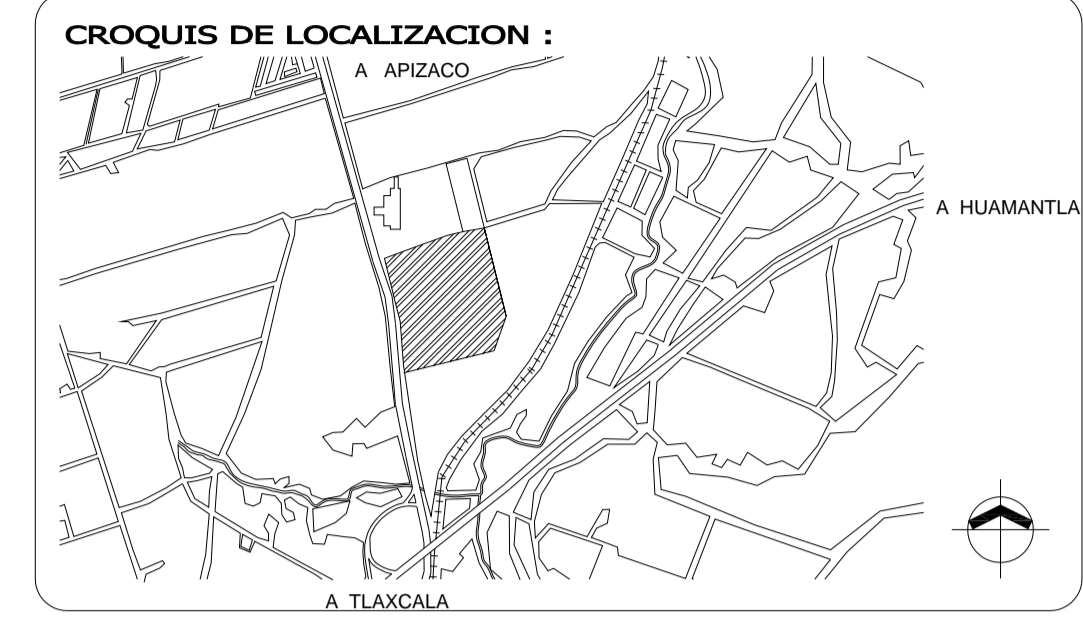 CROQUIS DE LOCALIZACION :
A APIZACO
A HUAMANTLA
A TLAXCALA